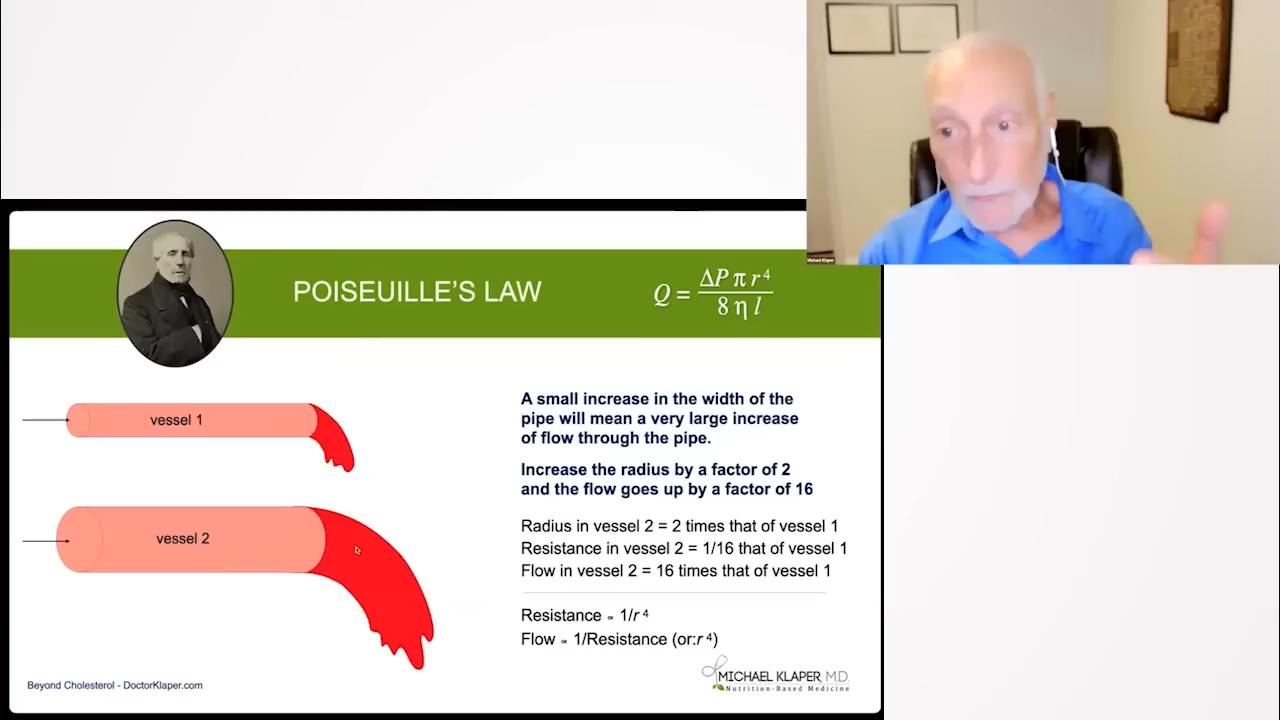 Michael Klaper
POISEUILLE'S LAW
Q = ΔP π r⁴ / 8 η l
vessel 1
vessel 2
A small increase in the width of the
pipe will mean a very large increase
of flow through the pipe.
Increase the radius by a factor of 2
and the flow goes up by a factor of 16
Radius in vessel 2 = 2 times that of vessel 1
Resistance in vessel 2 = 1/16 that of vessel 1
Flow in vessel 2 = 16 times that of vessel 1
Resistance ∝ 1/r⁴
Flow ∝ 1/Resistance (or:r⁴)
Beyond Cholesterol - DoctorKlaper.com
MICHAEL KLAPER, M.D.
Nutrition-Based Medicine